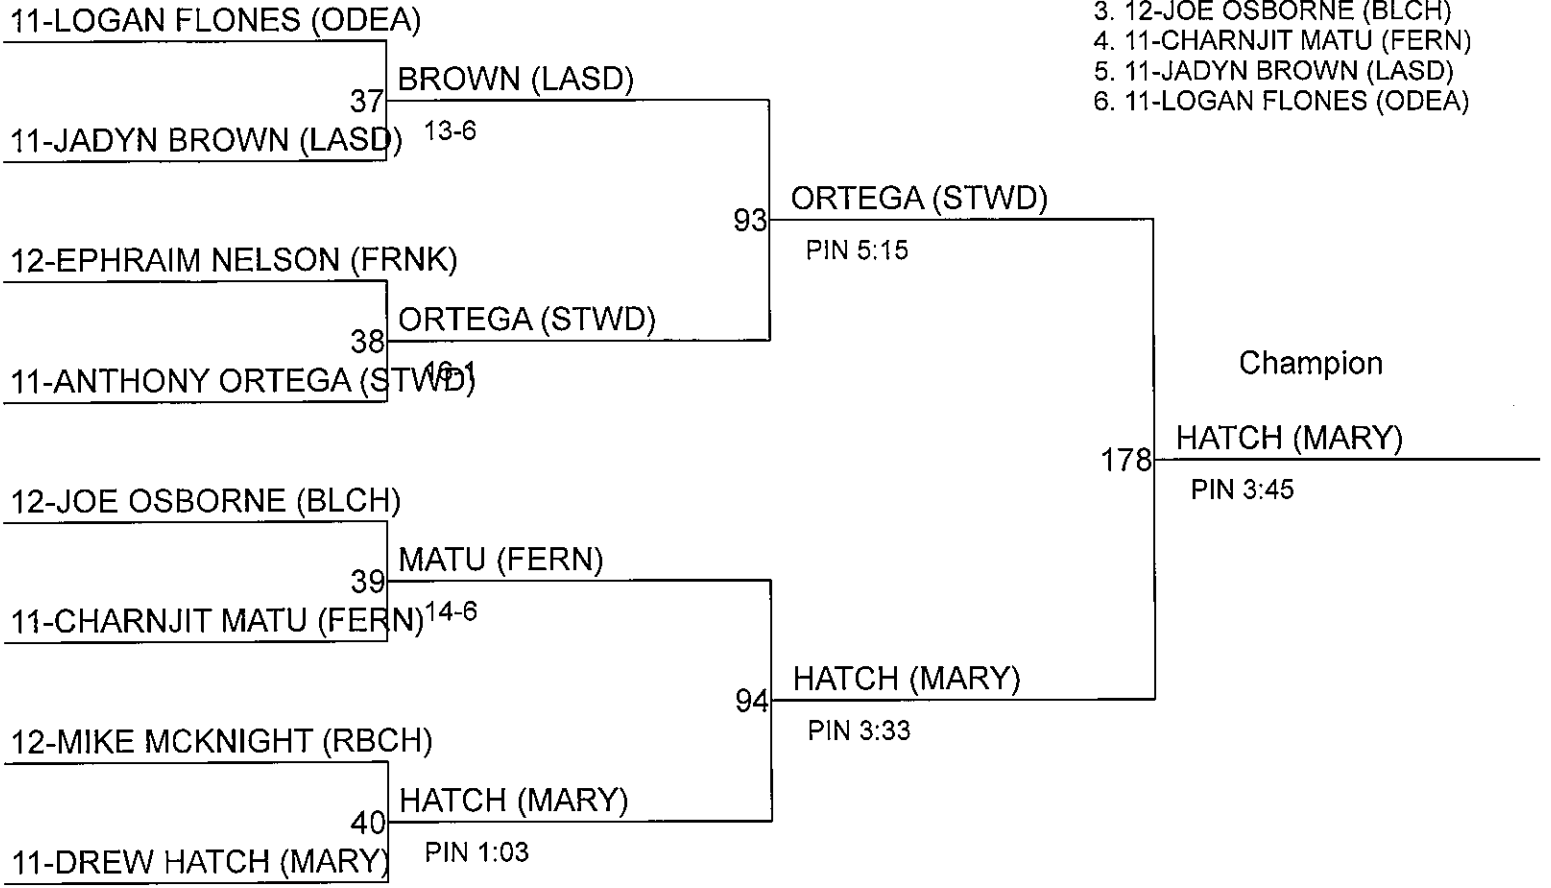 11-LOGAN FLONES (ODEA)
37
BROWN (LASD)
13-6
11-JADYN BROWN (LASD)
12-EPHRAIM NELSON (FRNK)
38
ORTEGA (STWD)
16-1
11-ANTHONY ORTEGA (STWD)
93
ORTEGA (STWD)
PIN 5:15
12-JOE OSBORNE (BLCH)
39
MATU (FERN)
14-6
11-CHARNJIT MATU (FERN)
12-MIKE MCKNIGHT (RBCH)
40
HATCH (MARY)
PIN 1:03
11-DREW HATCH (MARY)
94
HATCH (MARY)
PIN 3:33
178
Champion
HATCH (MARY)
PIN 3:45
3. 12-JOE OSBORNE (BLCH)
4. 11-CHARNJIT MATU (FERN)
5. 11-JADYN BROWN (LASD)
6. 11-LOGAN FLONES (ODEA)